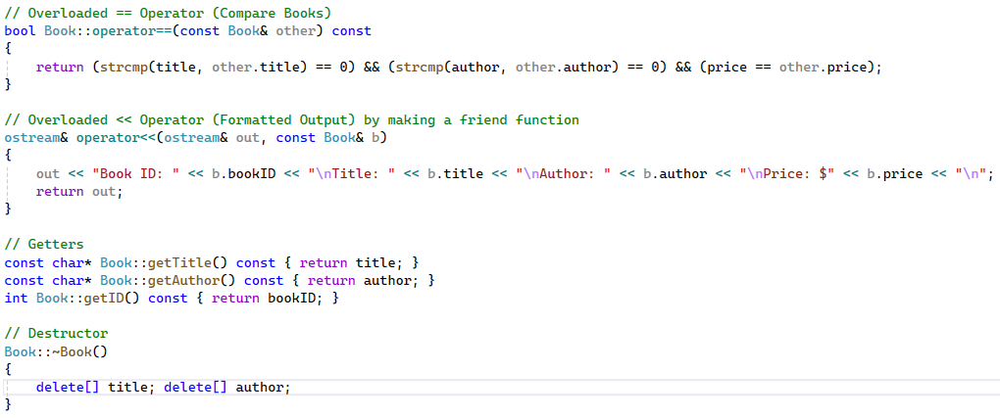 // Overloaded == Operator (Compare Books)
bool Book::operator==(const Book& other) const
{
    return (strcmp(title, other.title) == 0) && (strcmp(author, other.author) == 0) && (price == other.price);
}

// Overloaded << Operator (Formatted Output) by making a friend function
ostream& operator<<(ostream& out, const Book& b)
{
    out << "Book ID: " << b.bookID << "\nTitle: " << b.title << "\nAuthor: " << b.author << "\nPrice: $" << b.price << "\n";
    return out;
}

// Getters
const char* Book::getTitle() const { return title; }
const char* Book::getAuthor() const { return author; }
int Book::getID() const { return bookID; }

// Destructor
Book::~Book()
{
    delete[] title; delete[] author;
}